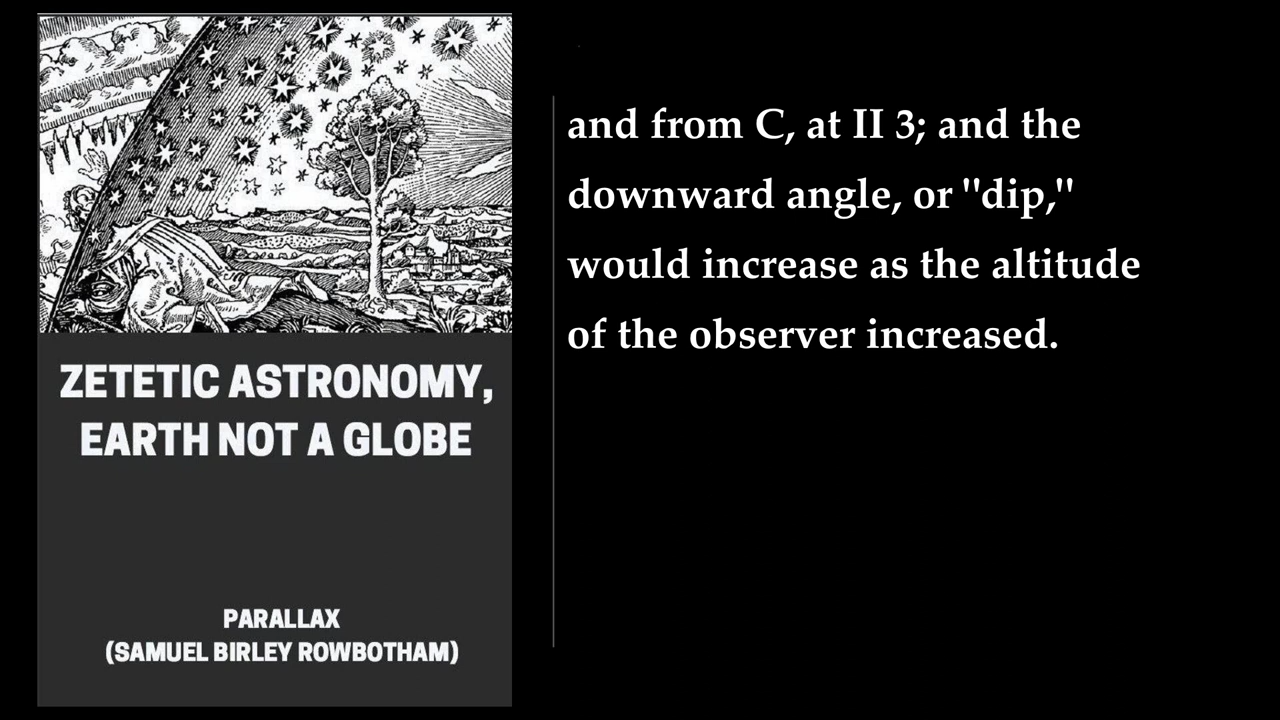 ZETETIC ASTRONOMY,
EARTH NOT A GLOBE
PARALLAX
(SAMUEL BIRLEY ROWBOTHAM)
and from C, at II 3; and the
downward angle, or "dip,"
would increase as the altitude
of the observer increased.